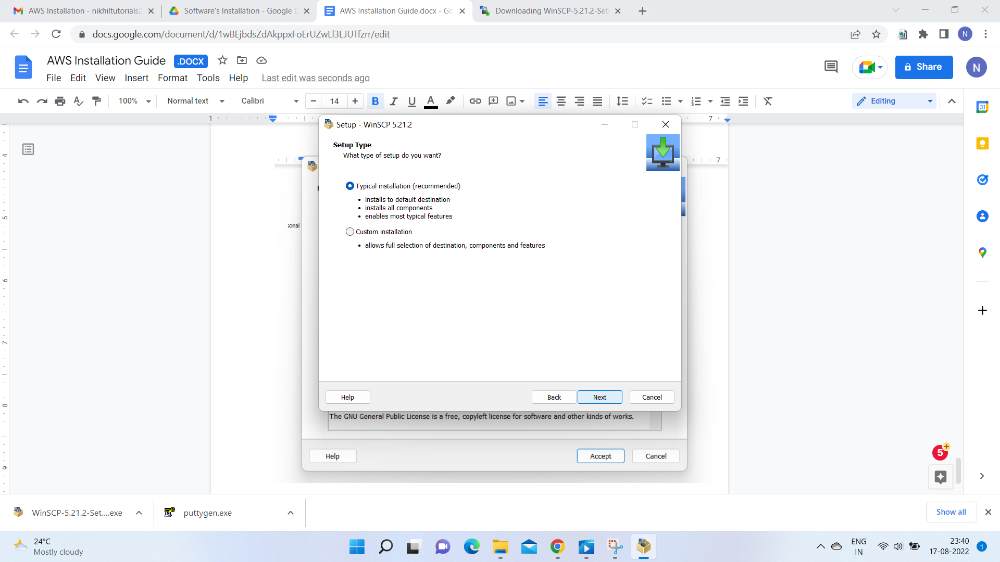 AWS Installation - nikhiltutorials2
Software's Installation - Google D
AWS Installation Guide.docx - Go
Downloading WinSCP-5.21.2-Set
docs.google.com/document/d/1wBEjbdsZdAkppxFoErUZwLl3LJUTfzrr/edit
N
AWS Installation Guide .DOCX
Share
N
File Edit View Insert Format Tools Help Last edit was seconds ago
100% Normal text Calibri 14 B I U A Editing
31
1 7
Setup - WinSCP 5.21.2
Setup Type
What type of setup do you want?
7
Typical installation (recommended)
• installs to default destination
• installs all components
• enables most typical features
sonal
Custom installation
• allows full selection of destination, components and features
4
5
6
7
8
9
Help Back Next Cancel
The GNU General Public License is a free, copyleft license for software and other kinds of works.
Help Accept Cancel
5
WinSCP-5.21.2-Set....exe
puttygen.exe
Show all
24°C
Mostly cloudy
ENG
IN
23:40
17-08-2022
1